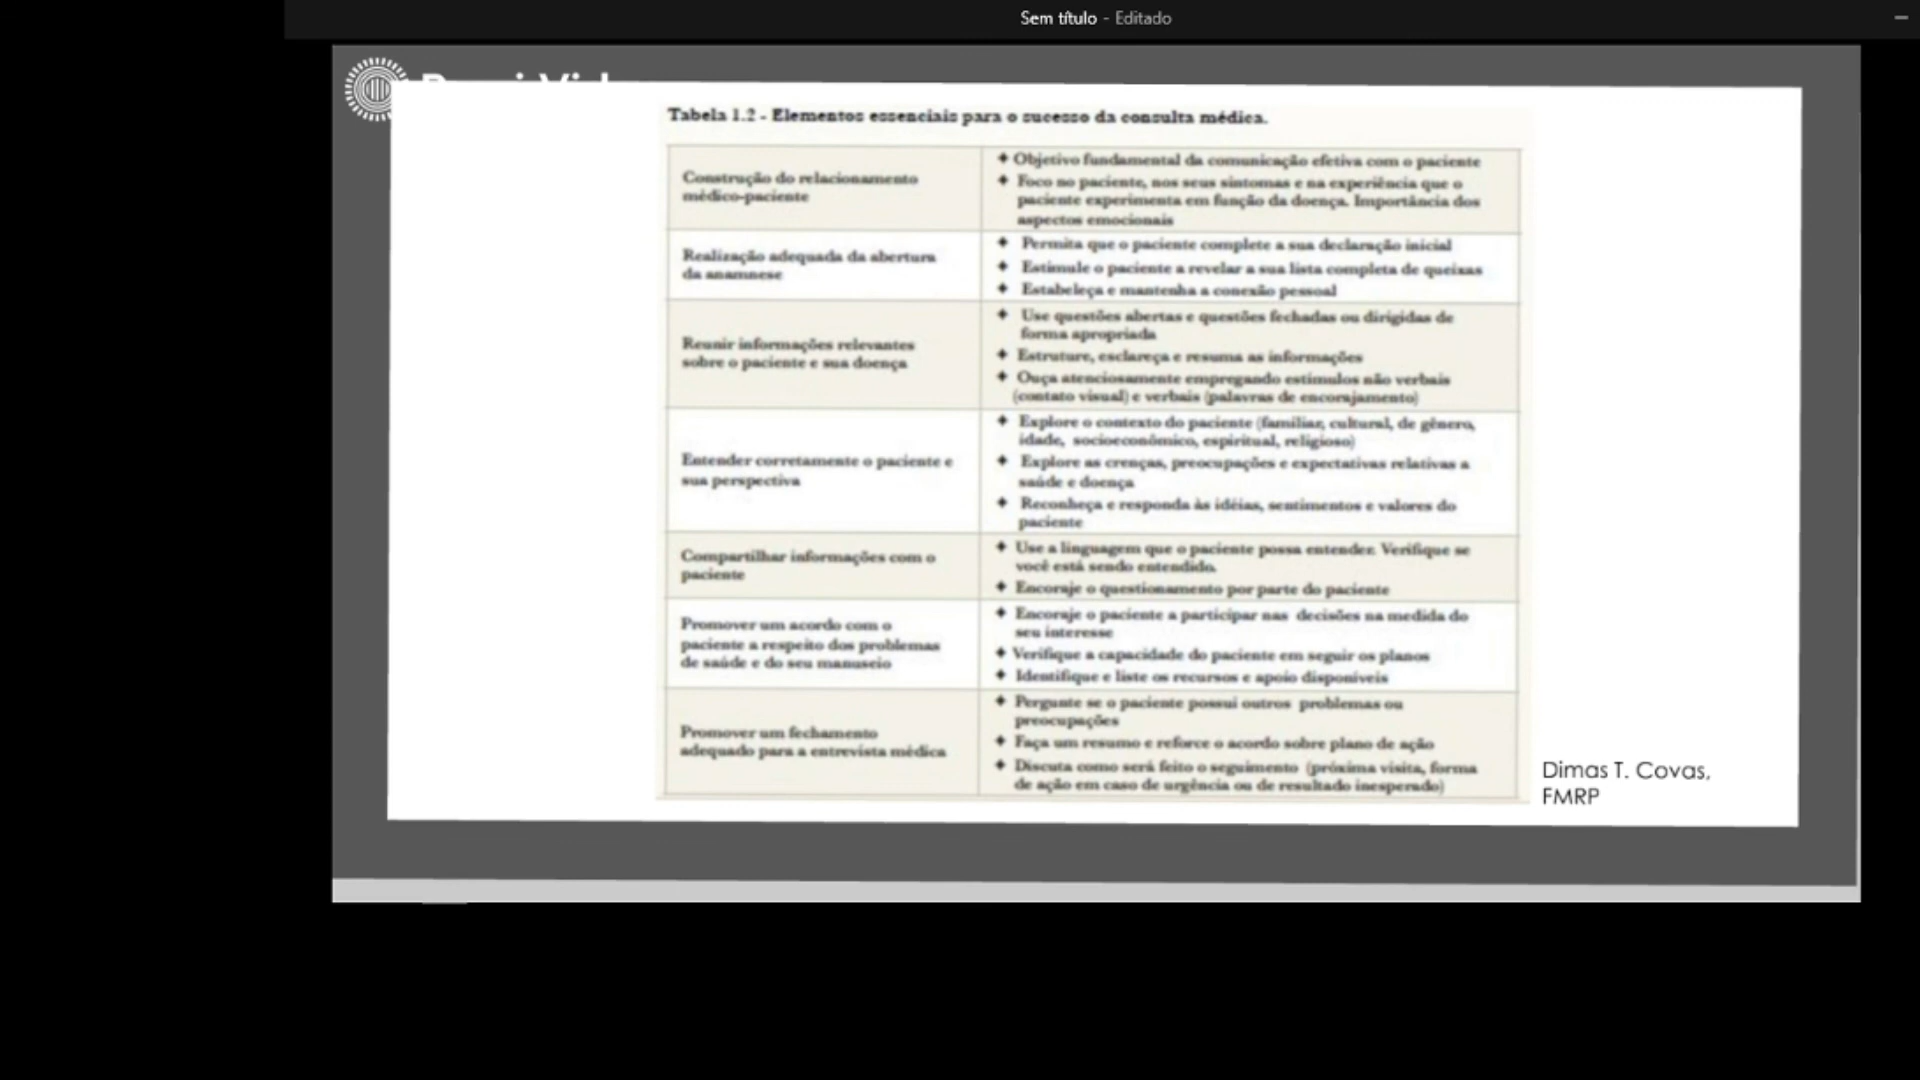 Sem título - Editado
Tabela 1.2 - Elementos essenciais para o sucesso da consulta médica.
Construção do relacionamento
médico-paciente
✦ Objetivo fundamental da comunicação efetiva com o paciente
✦ Foco no paciente, nos seus sintomas e na experiência que o
paciente experimenta em função da doença. Importância dos
aspectos emocionais
Realização adequada da abertura
da anamnese
✦ Permita que o paciente complete a sua declaração inicial
✦ Estimule o paciente a revelar a sua lista completa de queixas
✦ Estabeleça e mantenha a conexão pessoal
Reunir informações relevantes
sobre o paciente e sua doença
✦ Use questões abertas e questões fechadas ou dirigidas de
forma apropriada
✦ Estruture, esclareça e resuma as informações
✦ Ouça atenciosamente empregando estímulos não verbais
(contato visual) e verbais (palavras de encorajamento)
Entender corretamente o paciente e
sua perspectiva
✦ Explore o contexto do paciente (familiar, cultural, de gênero,
idade, socioeconômico, espiritual, religioso)
✦ Explore as crenças, preocupações e expectativas relativas a
saúde e doença
✦ Reconheça e responda às idéias, sentimentos e valores do
paciente
Compartilhar informações com o
paciente
✦ Use a linguagem que o paciente possa entender. Verifique se
você está sendo entendido.
✦ Encoraje o questionamento por parte do paciente
Promover um acordo com o
paciente a respeito dos problemas
de saúde e do seu manuseio
✦ Encoraje o paciente a participar nas decisões na medida do
seu interesse
✦ Verifique a capacidade do paciente em seguir os planos
✦ Identifique e liste os recursos e apoio disponíveis
Promover um fechamento
adequado para a entrevista médica
✦ Pergunte se o paciente possui outros problemas ou
preocupações
✦ Faça um resumo e reforce o acordo sobre plano de ação
✦ Discuta como será feito o seguimento (próxima visita, forma
de ação em caso de urgência ou de resultado inesperado)
Dimas T. Covas,
FMRP